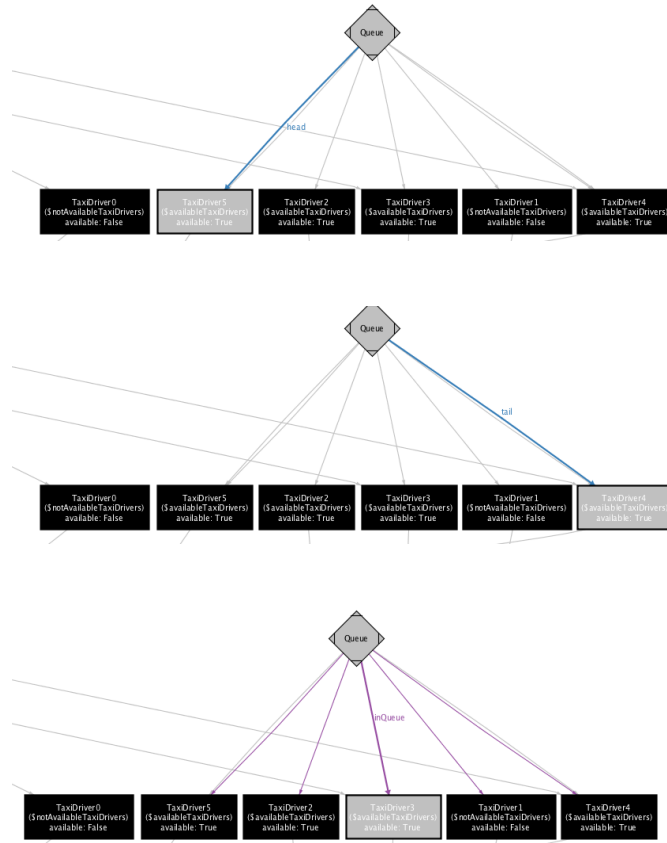 Queue
head
TaxiDriver0
($notAvailableTaxiDrivers)
available: False
TaxiDriver5
($availableTaxiDrivers)
available: True
TaxiDriver2
($availableTaxiDrivers)
available: True
TaxiDriver3
($availableTaxiDrivers)
available: True
TaxiDriver1
($notAvailableTaxiDrivers)
available: False
TaxiDriver4
($availableTaxiDrivers)
available: True
Queue
tail
TaxiDriver0
($notAvailableTaxiDrivers)
available: False
TaxiDriver5
($availableTaxiDrivers)
available: True
TaxiDriver2
($availableTaxiDrivers)
available: True
TaxiDriver3
($availableTaxiDrivers)
available: True
TaxiDriver1
($notAvailableTaxiDrivers)
available: False
TaxiDriver4
($availableTaxiDrivers)
available: True
Queue
inQueue
TaxiDriver0
($notAvailableTaxiDrivers)
available: False
TaxiDriver5
($availableTaxiDrivers)
available: True
TaxiDriver2
($availableTaxiDrivers)
available: True
TaxiDriver3
($availableTaxiDrivers)
available: True
TaxiDriver1
($notAvailableTaxiDrivers)
available: False
TaxiDriver4
($availableTaxiDrivers)
available: True